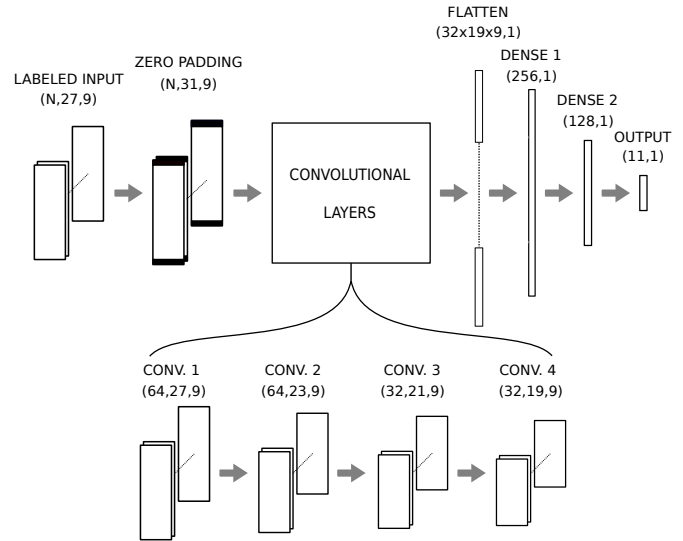 LABELED INPUT
(N,27,9)
ZERO PADDING
(N,31,9)
CONVOLUTIONAL
LAYERS
FLATTEN
(32x19x9,1)
DENSE 1
(256,1)
DENSE 2
(128,1)
OUTPUT
(11,1)
CONV. 1
(64,27,9)
CONV. 2
(64,23,9)
CONV. 3
(32,21,9)
CONV. 4
(32,19,9)